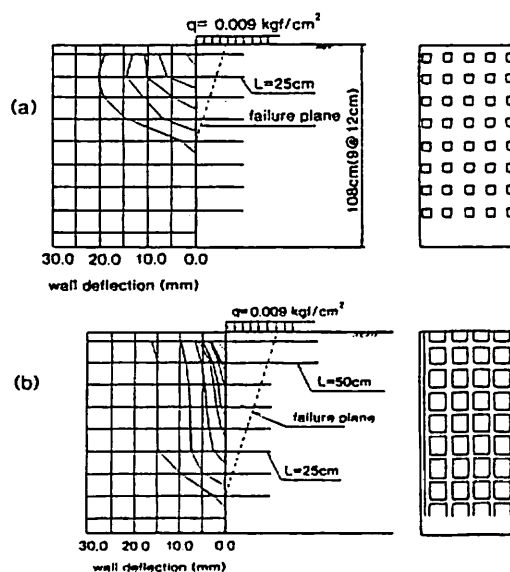 q= 0.009 kgf/cm²
(a)
L=25cm
failure plane
108cm(9@12cm)
30.0 20.0 10.0 0.0
wall deflection (mm)
q=0.009 kgf/cm²
(b)
L=50cm
failure plane
L=25cm
30.0 20.0 10.0 0.0
wall deflection (mm)